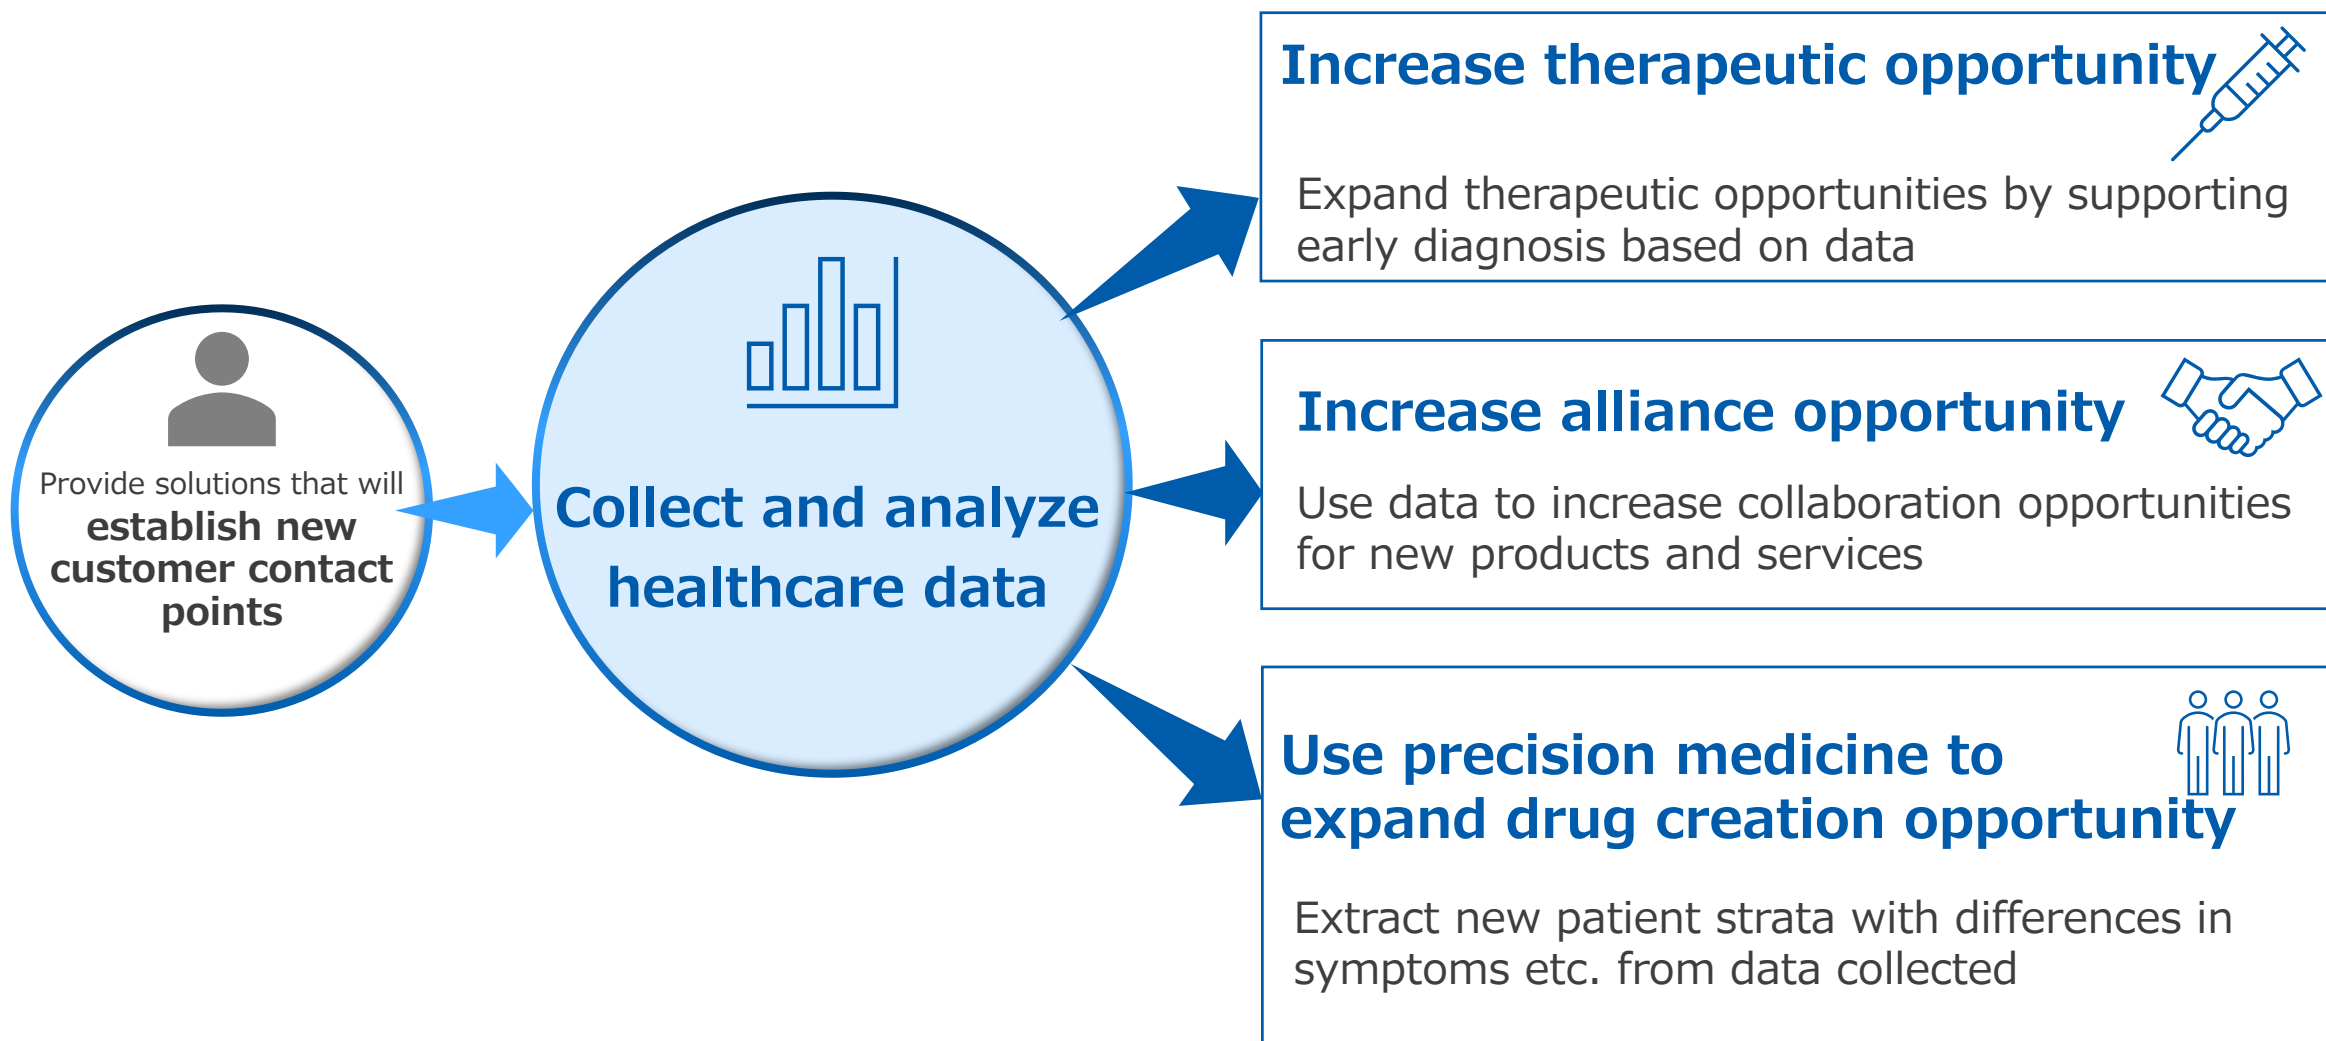 Provide solutions that will
establish new
customer contact
points
Collect and analyze
healthcare data
Increase therapeutic opportunity
Expand therapeutic opportunities by supporting
early diagnosis based on data
Increase alliance opportunity
Use data to increase collaboration opportunities
for new products and services
Use precision medicine to
expand drug creation opportunity
Extract new patient strata with differences in
symptoms etc. from data collected